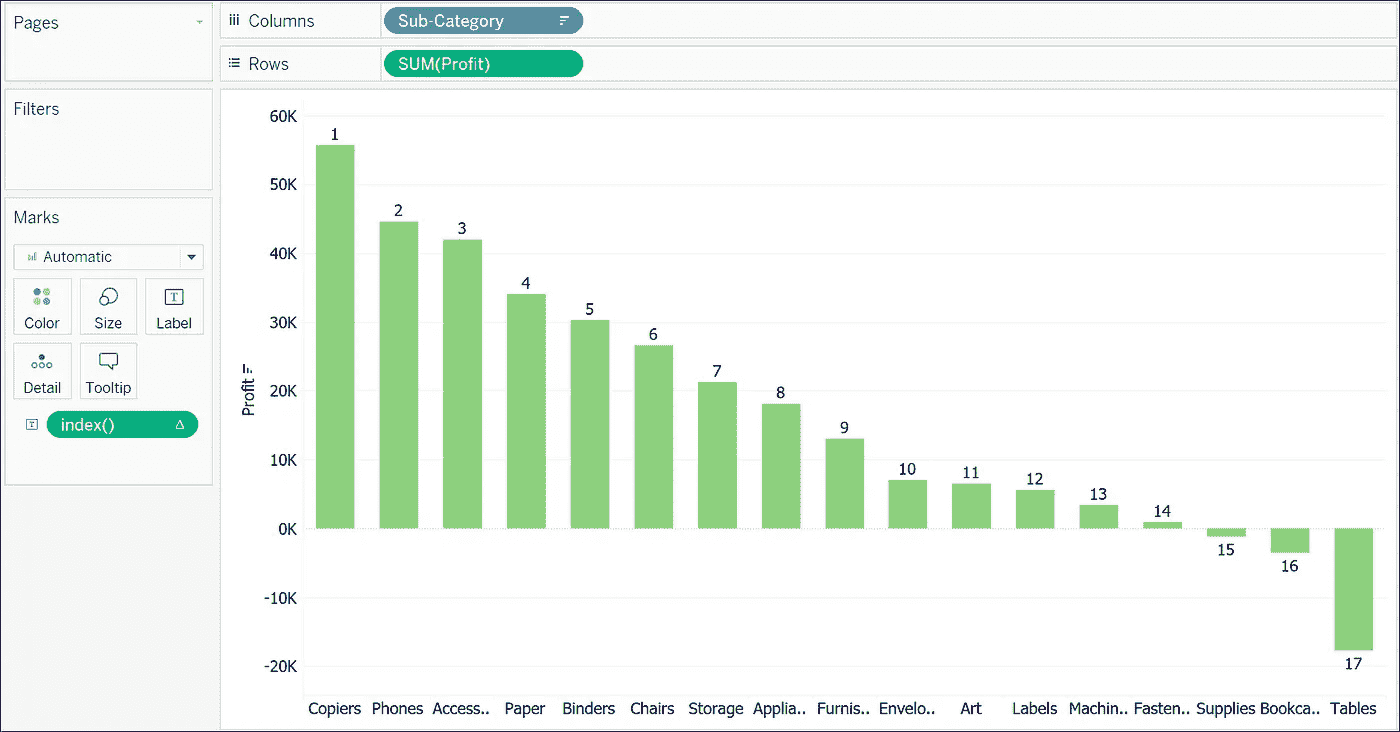 Pages
Columns
Sub-Category
Rows
SUM(Profit)
Filters
Marks
Automatic
Color
Size
Label
Detail
Tooltip
index()
Profit
60K
50K
40K
30K
20K
10K
0K
-10K
-20K
1
2
3
4
5
6
7
8
9
10
11
12
13
14
15
16
17
Copiers Phones Access.. Paper Binders Chairs Storage Applia.. Furnis.. Envelo.. Art Labels Machin.. Fasten.. Supplies Bookca.. Tables